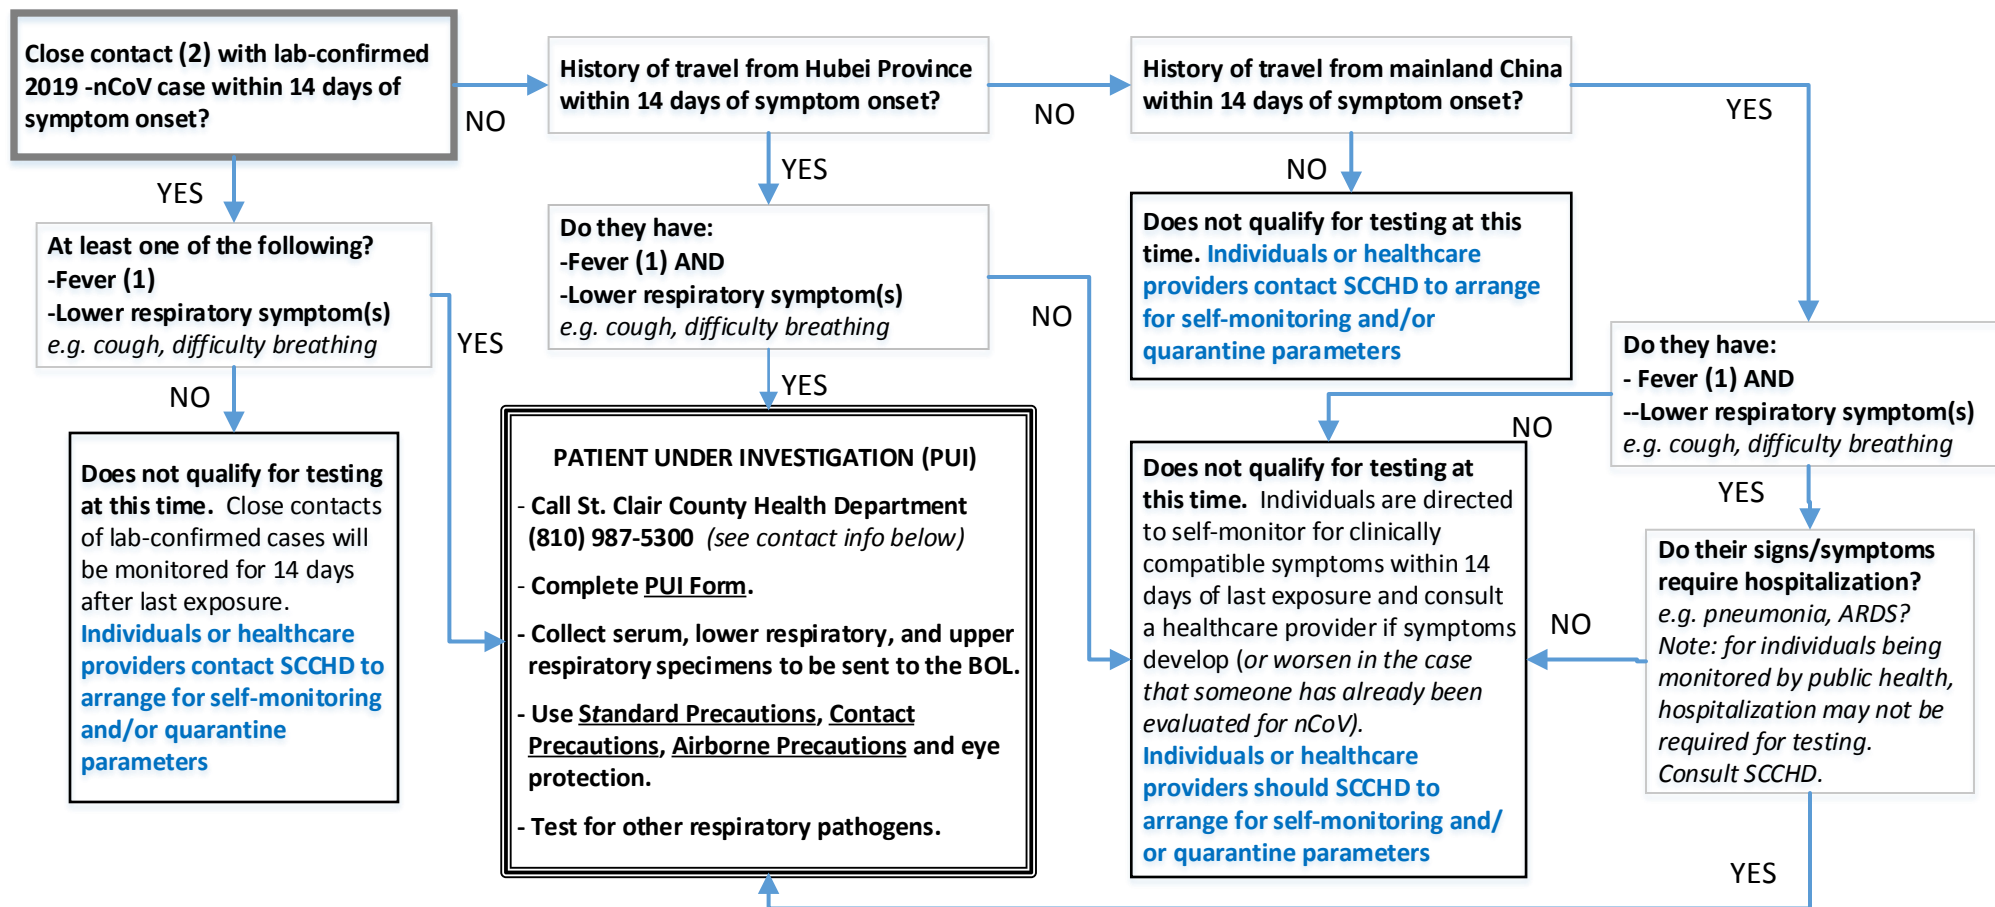 Close contact (2) with lab-confirmed
2019 -nCoV case within 14 days of
symptom onset?
NO
History of travel from Hubei Province
within 14 days of symptom onset?
NO
History of travel from mainland China
within 14 days of symptom onset?
YES
YES
At least one of the following?
-Fever (1)
-Lower respiratory symptom(s)
e.g. cough, difficulty breathing
YES
NO
Does not qualify for testing
at this time. Close contacts
of lab-confirmed cases will
be monitored for 14 days
after last exposure.
Individuals or healthcare
providers contact SCCHD to
arrange for self-monitoring
and/or quarantine
parameters
YES
Do they have:
-Fever (1) AND
-Lower respiratory symptom(s)
e.g. cough, difficulty breathing
NO
YES
PATIENT UNDER INVESTIGATION (PUI)
- Call St. Clair County Health Department
(810) 987-5300 (see contact info below)
- Complete PUI Form.
- Collect serum, lower respiratory, and upper
respiratory specimens to be sent to the BOL.
- Use Standard Precautions, Contact
Precautions, Airborne Precautions and eye
protection.
- Test for other respiratory pathogens.
NO
Does not qualify for testing at this
time. Individuals or healthcare
providers contact SCCHD to arrange
for self-monitoring and/or
quarantine parameters
Do they have:
- Fever (1) AND
--Lower respiratory symptom(s)
e.g. cough, difficulty breathing
NO
YES
Does not qualify for testing at
this time. Individuals are directed
to self-monitor for clinically
compatible symptoms within 14
days of last exposure and consult
a healthcare provider if symptoms
develop (or worsen in the case
that someone has already been
evaluated for nCoV).
Individuals or healthcare
providers should SCCHD to
arrange for self-monitoring and/
or quarantine parameters
NO
Do their signs/symptoms
require hospitalization?
e.g. pneumonia, ARDS?
Note: for individuals being
monitored by public health,
hospitalization may not be
required for testing.
Consult SCCHD.
YES